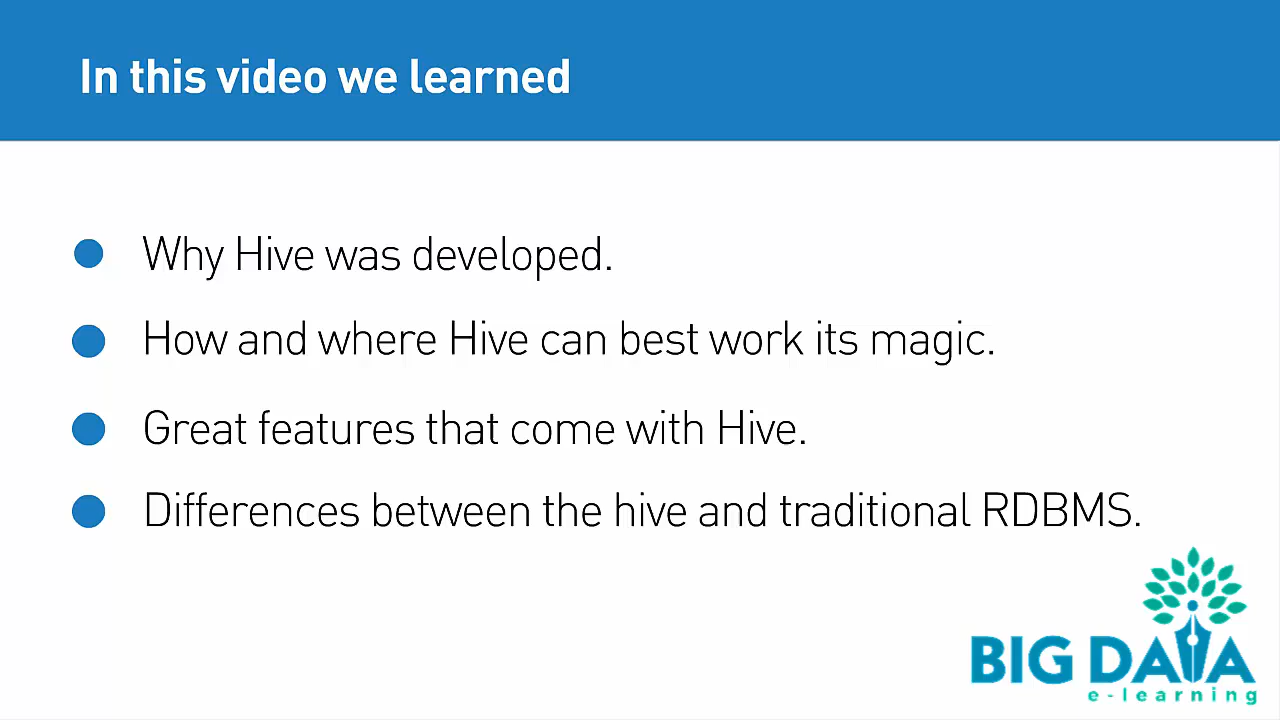 In this video we learned
Why Hive was developed.
How and where Hive can best work its magic.
Great features that come with Hive.
Differences between the hive and traditional RDBMS.
BIG DATA
e-learning